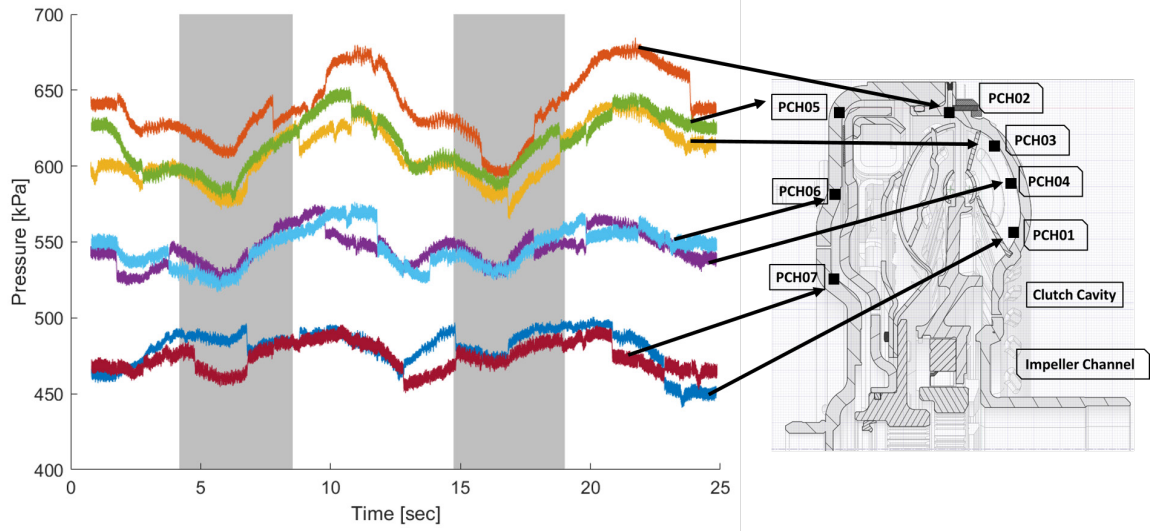 700
650
600
550
500
450
400
Pressure [kPa]
0
5
10
15
20
25
Time [sec]
PCH05
PCH02
PCH03
PCH06
PCH04
PCH01
PCH07
Clutch Cavity
Impeller Channel